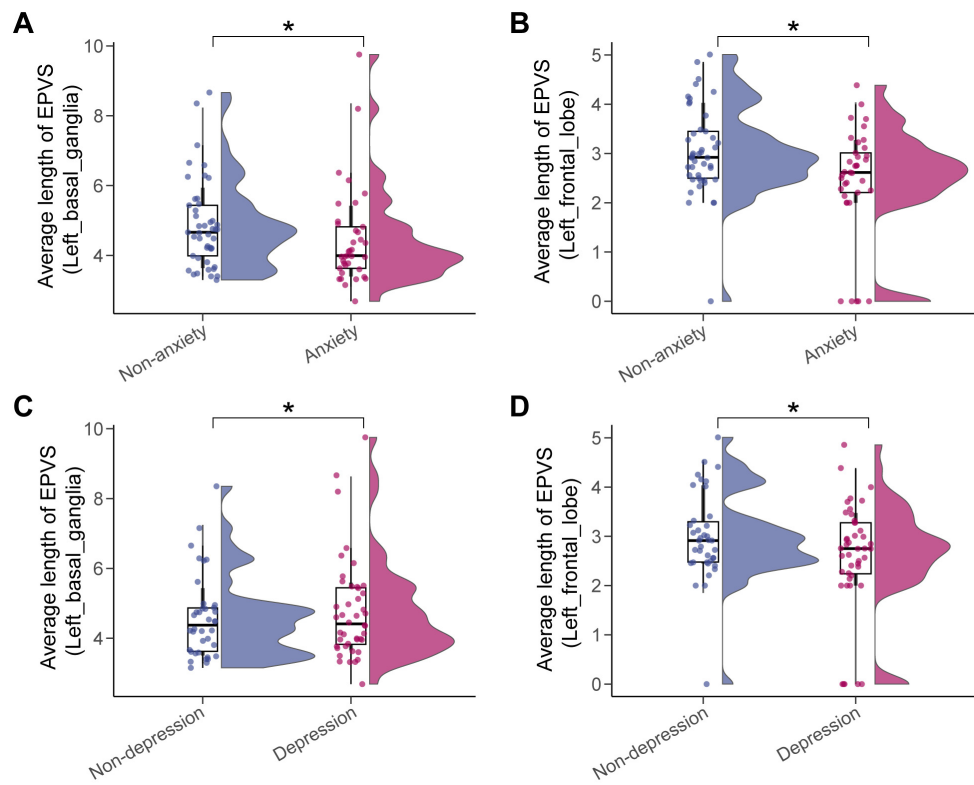 A
*
Average length of EPVS
(Left_basal_ganglia)
10
8
6
4
Non-anxiety
Anxiety
B
*
Average length of EPVS
(Left_frontal_lobe)
5
4
3
2
1
0
Non-anxiety
Anxiety
C
*
Average length of EPVS
(Left_basal_ganglia)
10
8
6
4
Non-depression
Depression
D
*
Average length of EPVS
(Left_frontal_lobe)
5
4
3
2
1
0
Non-depression
Depression